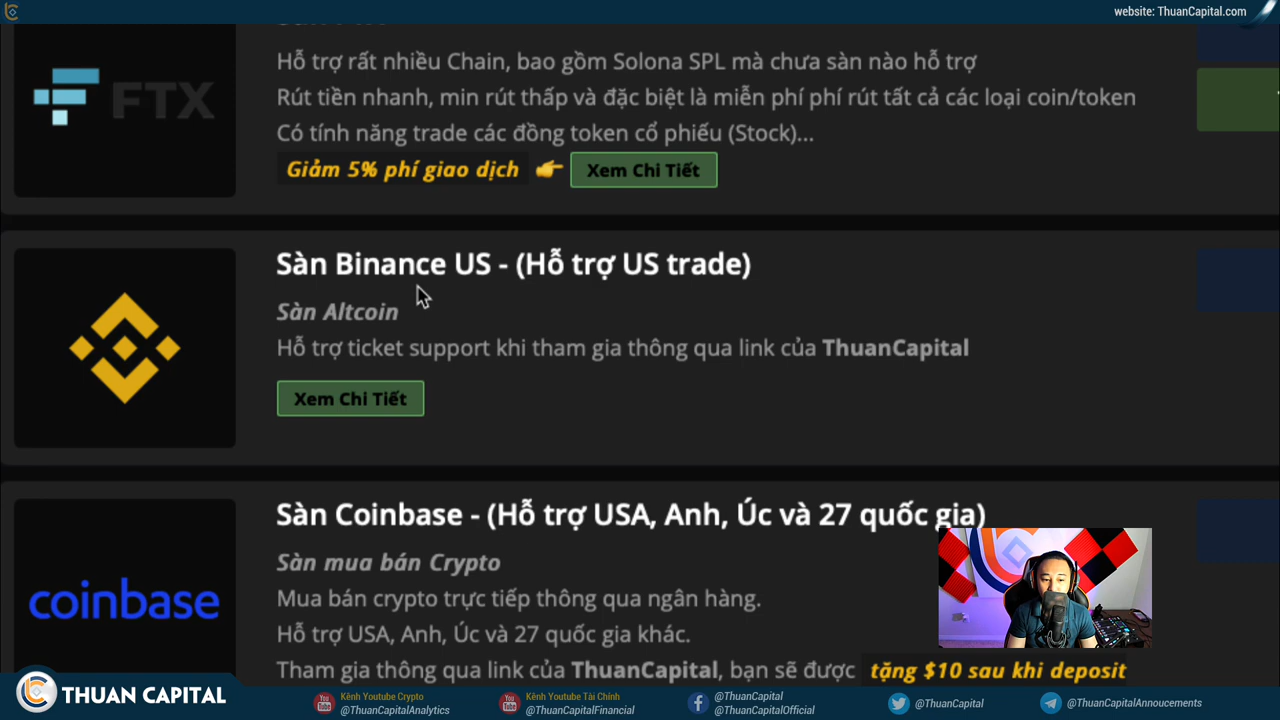 website: ThuanCapital.com
FTX
Hỗ trợ rất nhiều Chain, bao gồm Solona SPL mà chưa sàn nào hỗ trợ
Rút tiền nhanh, min rút thấp và đặc biệt là miễn phí phí rút tất cả các loại coin/token
Có tính năng trade các đồng token cổ phiếu (Stock)...
Giảm 5% phí giao dịch 👉 Xem Chi Tiết
Sàn Binance US - (Hỗ trợ US trade)
Sàn Altcoin
Hỗ trợ ticket support khi tham gia thông qua link của ThuanCapital
Xem Chi Tiết
Sàn Coinbase - (Hỗ trợ USA, Anh, Úc và 27 quốc gia)
Sàn mua bán Crypto
coinbase
Mua bán crypto trực tiếp thông qua ngân hàng.
Hỗ trợ USA, Anh, Úc và 27 quốc gia khác.
Tham gia thông qua link của ThuanCapital, bạn sẽ được tặng $10 sau khi deposit
THUAN CAPITAL
You Tube Kênh Youtube Crypto
@ThuanCapitalAnalytics
You Tube Kênh Youtube Tài Chính
@ThuanCapitalFinancial
@ThuanCapital
@ThuanCapitalOfficial
@ThuanCapital
@ThuanCapitalAnnoucements